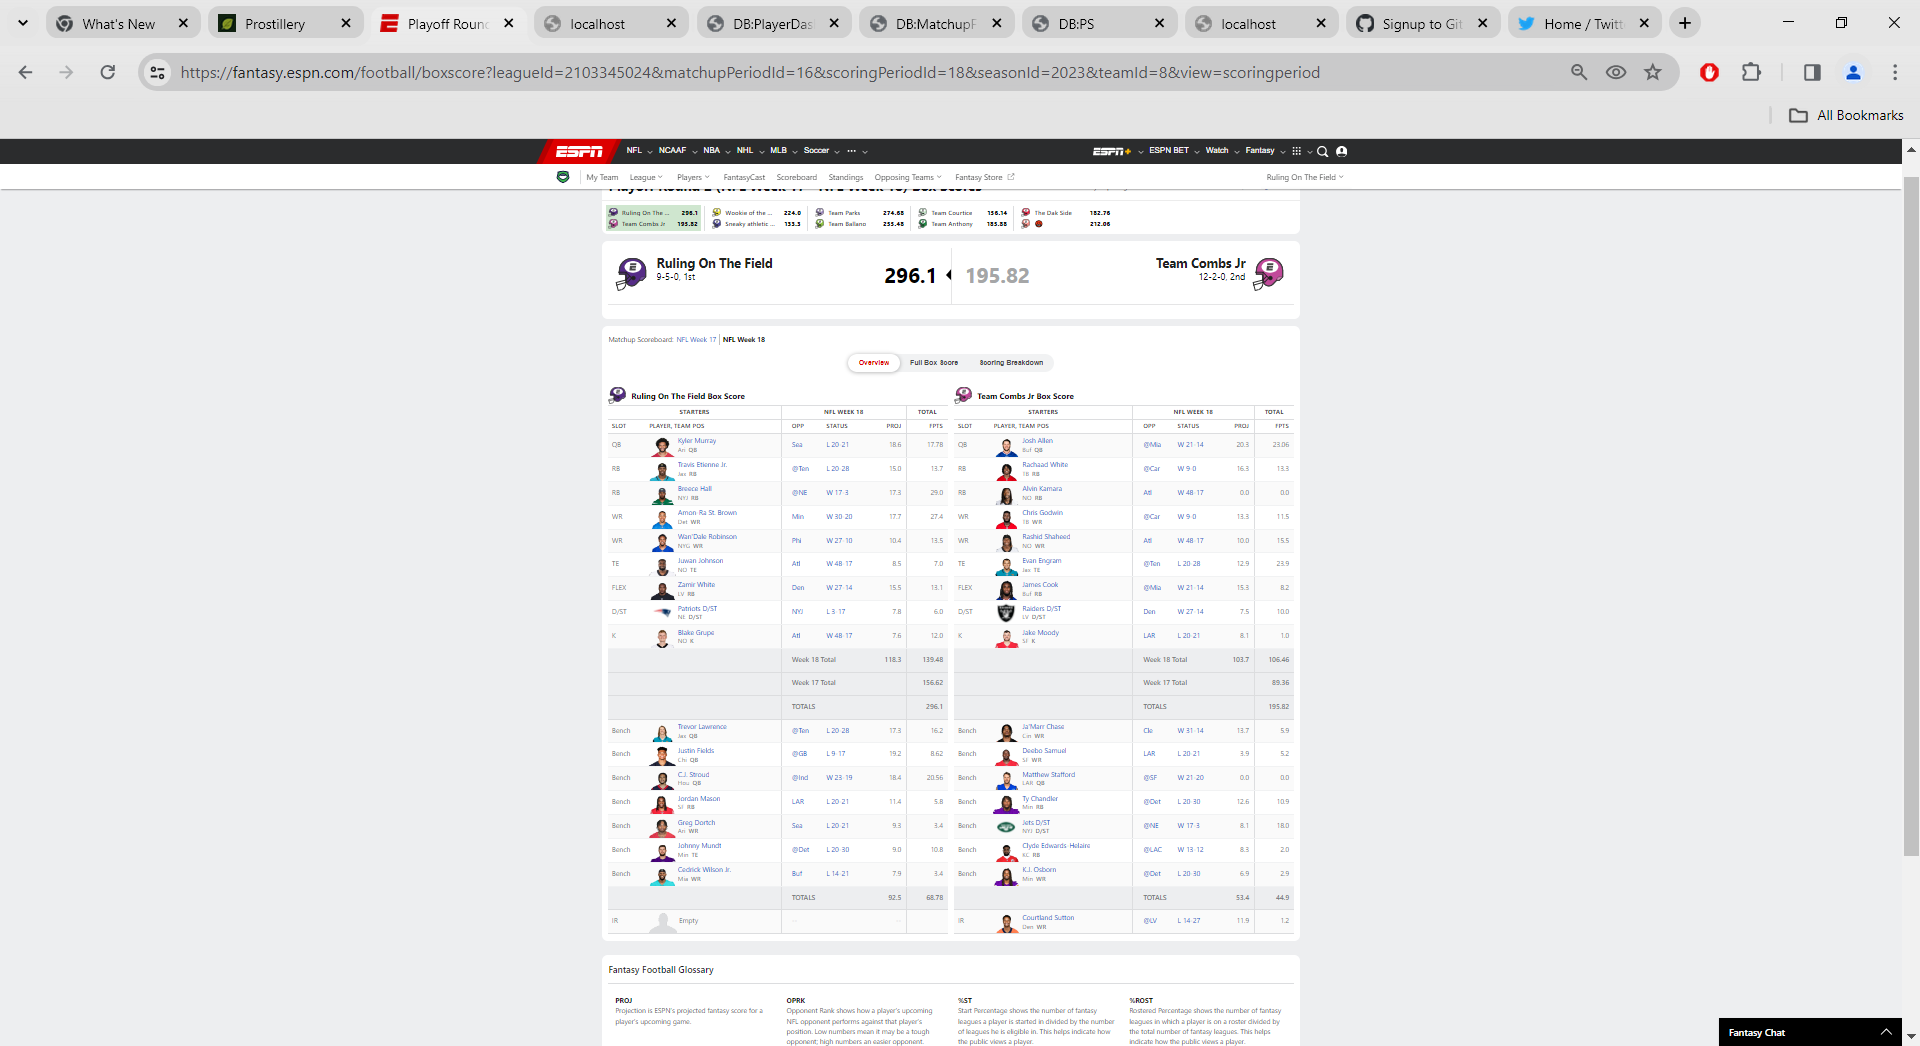 What's New
Prostillery
Playoff Round
localhost
DB:PlayerDas
DB:MatchupF
DB:PS
localhost
Signup to Git
Home / Twitt
https://fantasy.espn.com/football/boxscore?leagueId=2103345024&matchupPeriodId=16&scoringPeriodId=18&seasonId=2023&teamId=8&view=scoringperiod
All Bookmarks
ESPN NFL NCAAF NBA NHL MLB Soccer ··· ESPN+ ESPN BET Watch Fantasy
My Team League Players FantasyCast Scoreboard Standings Opposing Teams Fantasy Store Ruling On The Field
Playoff Round 2 (NFL Week 17 - NFL Week 18) Box Scores
Ruling On The ... 296.1 Wookie of the ... 224.0 Team Parks 274.68 Team Courtice 156.14 The Oak Side 182.76
Team Combs Jr 195.82 Sneaky athletic ... 153.3 Team Ballano 253.48 Team Anthony 183.88 212.06
Ruling On The Field 296.1 195.82 Team Combs Jr
9-5-0, 1st 12-2-0, 2nd
Matchup Scoreboard: NFL Week 17 | NFL Week 18
Overview Full Box Score Scoring Breakdown
Ruling On The Field Box Score
STARTERS NFL WEEK 18 TOTAL
SLOT PLAYER, TEAM POS OPP STATUS PROJ FPTS
QB Kyler Murray Ari QB Sea L 20-21 18.6 17.78
RB Travis Etienne Jr. Jax RB @Ten L 20-28 15.0 13.7
RB Breece Hall NYJ RB @NE W 17-3 17.3 29.0
WR Amon-Ra St. Brown Det WR Min W 30-20 17.7 27.4
WR Wan'Dale Robinson NYG WR Phi W 27-10 10.4 13.5
TE Juwan Johnson NO TE Atl W 48-17 8.5 7.0
FLEX Zamir White LV RB Den W 27-14 15.5 13.1
D/ST Patriots D/ST NE D/ST NYJ L 3-17 7.8 6.0
K Blake Grupe NO K Atl W 48-17 7.6 12.0
Week 18 Total 118.3 139.48
Week 17 Total 156.62
TOTALS 296.1
Bench Trevor Lawrence Jax QB @Ten L 20-28 17.3 16.2
Bench Justin Fields Chi QB @GB L 9-17 19.2 8.62
Bench C.J. Stroud Hou QB @Ind W 23-19 18.4 20.56
Bench Jordan Mason SF RB LAR L 20-21 11.4 5.8
Bench Greg Dortch Ari WR Sea L 20-21 9.3 3.4
Bench Johnny Mundt Min TE @Det L 20-30 9.0 10.8
Bench Cedrick Wilson Jr. Mia WR Buf L 14-21 7.9 3.4
TOTALS 92.5 68.78
IR Empty
Team Combs Jr Box Score
STARTERS NFL WEEK 18 TOTAL
SLOT PLAYER, TEAM POS OPP STATUS PROJ FPTS
QB Josh Allen Buf QB @Mia W 21-14 20.3 23.06
RB Rachaad White TB RB @Car W 9-0 16.3 13.3
RB Alvin Kamara NO RB Atl W 48-17 0.0 0.0
WR Chris Godwin TB WR @Car W 9-0 13.3 11.5
WR Rashid Shaheed NO WR Atl W 48-17 10.0 15.5
TE Evan Engram Jax TE @Ten L 20-28 12.9 23.9
FLEX James Cook Buf RB @Mia W 21-14 15.3 8.2
D/ST Raiders D/ST LV D/ST Den W 27-14 7.5 10.0
K Jake Moody SF K LAR L 20-21 8.1 1.0
Week 18 Total 103.7 106.46
Week 17 Total 89.36
TOTALS 195.82
Bench Ja'Marr Chase Cin WR Cle W 31-14 13.7 5.9
Bench Deebo Samuel SF WR LAR L 20-21 3.9 5.2
Bench Matthew Stafford LAR QB @SF W 21-20 0.0 0.0
Bench Ty Chandler Min RB @Det L 20-30 12.6 10.9
Bench Jets D/ST NYJ D/ST @NE W 17-3 8.1 18.0
Bench Clyde Edwards-Helaire KC RB @LAC W 13-12 8.3 2.0
Bench K.J. Osborn Min WR @Det L 20-30 6.9 2.9
TOTALS 53.4 44.9
IR Courtland Sutton Den WR @LV L 14-27 11.9 1.2
Fantasy Football Glossary
PROJ
Projection is ESPN's projected fantasy score for a
player's upcoming game.
OPRK
Opponent Rank shows how a player's upcoming
NFL opponent performs against that player's
position. Low numbers mean it may be a tough
opponent; high numbers an easier opponent.
%ST
Start Percentage shows the number of fantasy
leagues a player is started in divided by the number
of leagues he is eligible in. This helps indicate how
the public views a player.
%ROST
Rostered Percentage shows the number of fantasy
leagues in which a player is on a roster divided by
the total number of fantasy leagues. This helps
indicate how the public views a player.
Fantasy Chat